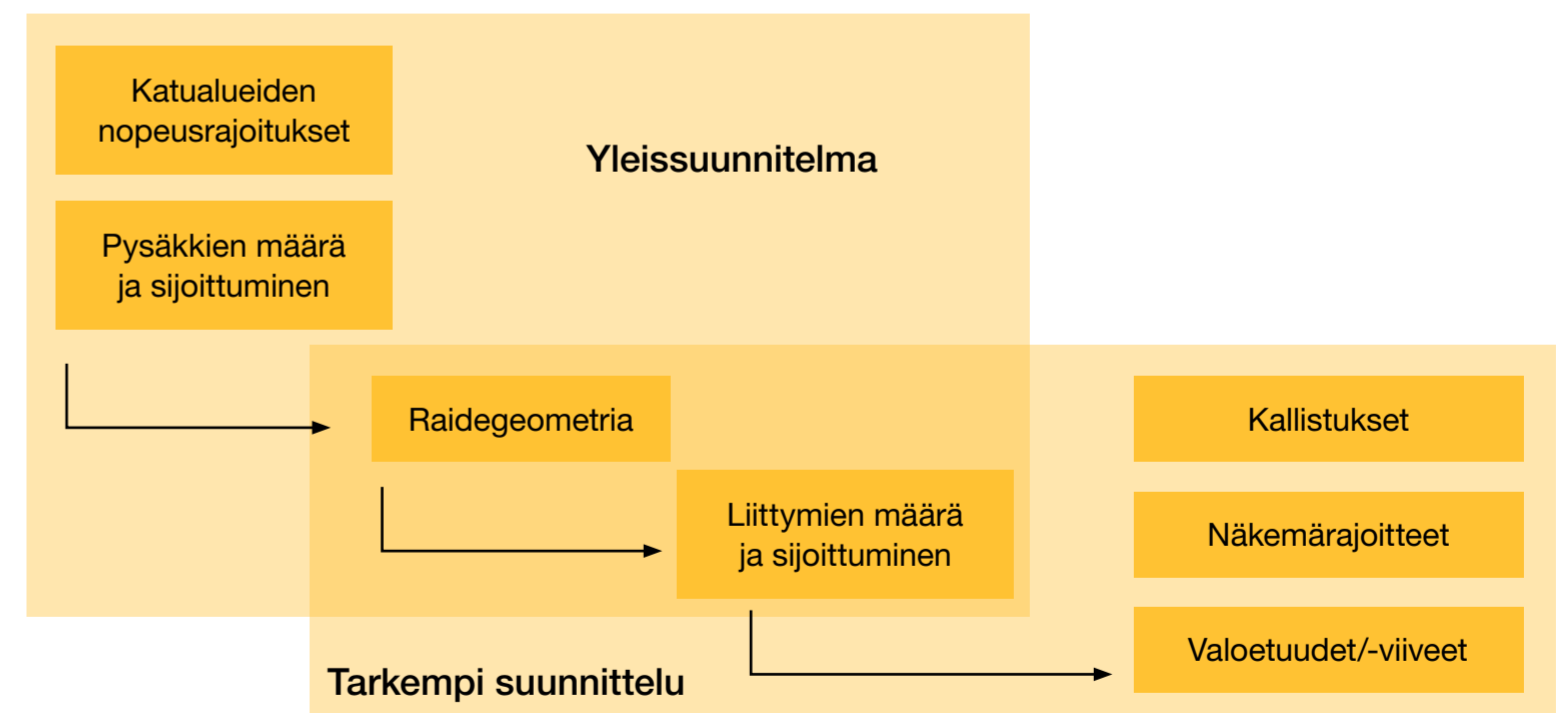 Katualueiden
nopeusrajoitukset
Yleissuunnitelma
Pysäkkien määrä
ja sijoittuminen
Raidegeometria
Kallistukset
Liittymien määrä
ja sijoittuminen
Näkemärajoitteet
Valoetuudet/-viiveet
Tarkempi suunnittelu